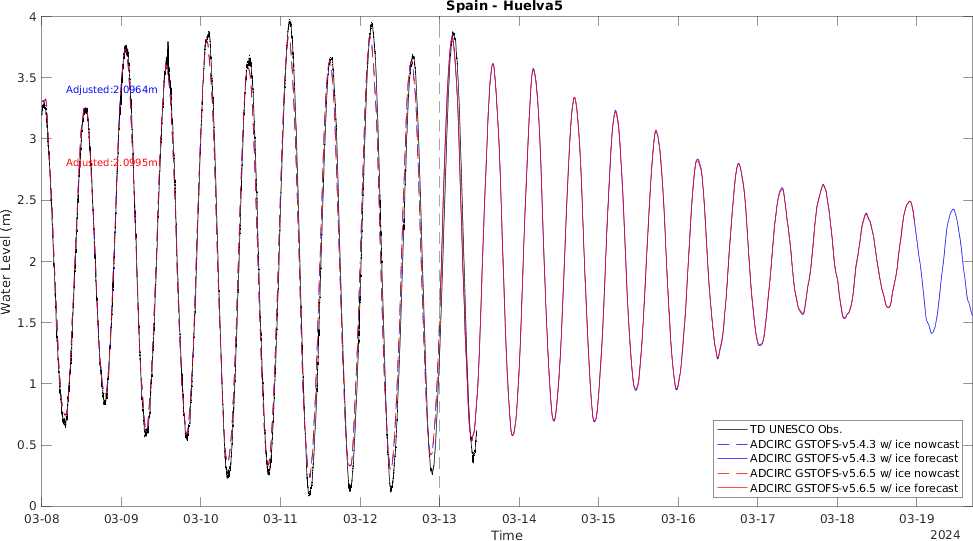 Spain - Huelva5
4
3.5
3
2.5
2
1.5
1
0.5
0
Water Level (m)
Adjusted:2.0964m
Adjusted:2.0995m
TD UNESCO Obs.
ADCIRC GSTOFS-v5.4.3 w/ ice nowcast
ADCIRC GSTOFS-v5.4.3 w/ ice forecast
ADCIRC GSTOFS-v5.6.5 w/ ice nowcast
ADCIRC GSTOFS-v5.6.5 w/ ice forecast
03-08 03-09 03-10 03-11 03-12 03-13 03-14 03-15 03-16 03-17 03-18 03-19
Time
2024